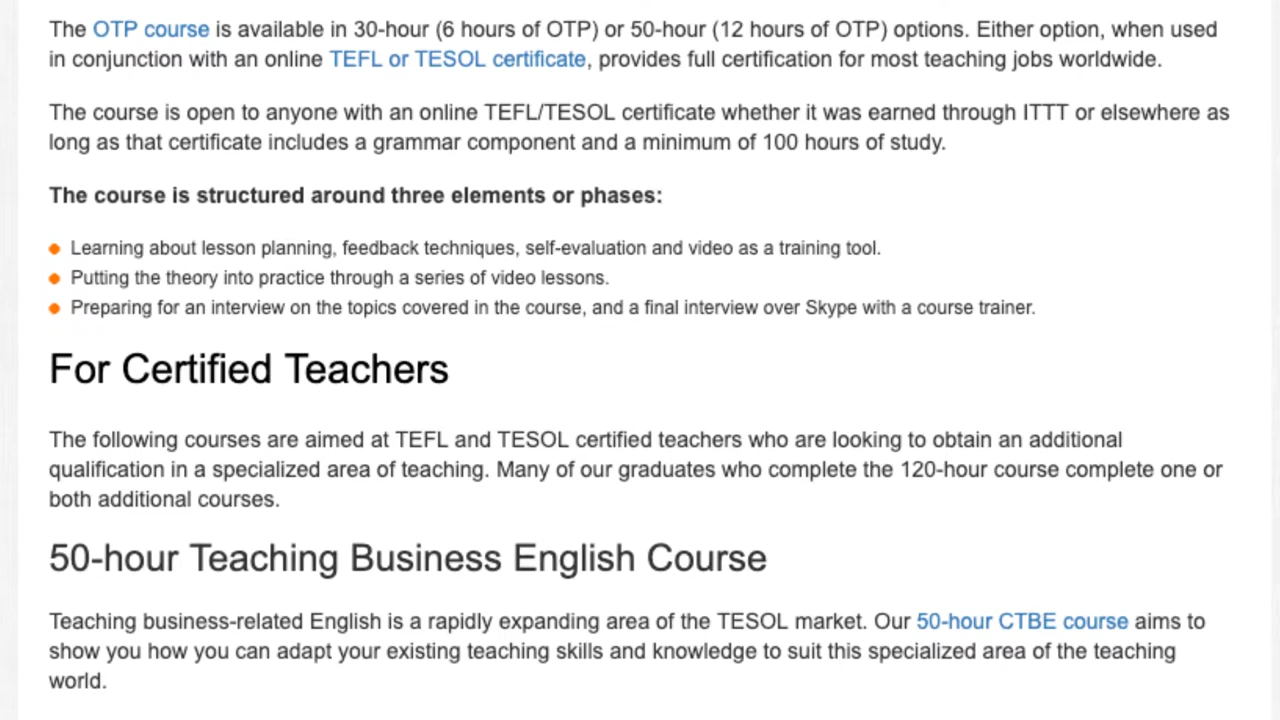 The OTP course is available in 30-hour (6 hours of OTP) or 50-hour (12 hours of OTP) options. Either option, when used
in conjunction with an online TEFL or TESOL certificate, provides full certification for most teaching jobs worldwide.
The course is open to anyone with an online TEFL/TESOL certificate whether it was earned through ITTT or elsewhere as
long as that certificate includes a grammar component and a minimum of 100 hours of study.
The course is structured around three elements or phases:
Learning about lesson planning, feedback techniques, self-evaluation and video as a training tool.
Putting the theory into practice through a series of video lessons.
Preparing for an interview on the topics covered in the course, and a final interview over Skype with a course trainer.
For Certified Teachers
The following courses are aimed at TEFL and TESOL certified teachers who are looking to obtain an additional
qualification in a specialized area of teaching. Many of our graduates who complete the 120-hour course complete one or
both additional courses.
50-hour Teaching Business English Course
Teaching business-related English is a rapidly expanding area of the TESOL market. Our 50-hour CTBE course aims to
show you how you can adapt your existing teaching skills and knowledge to suit this specialized area of the teaching
world.